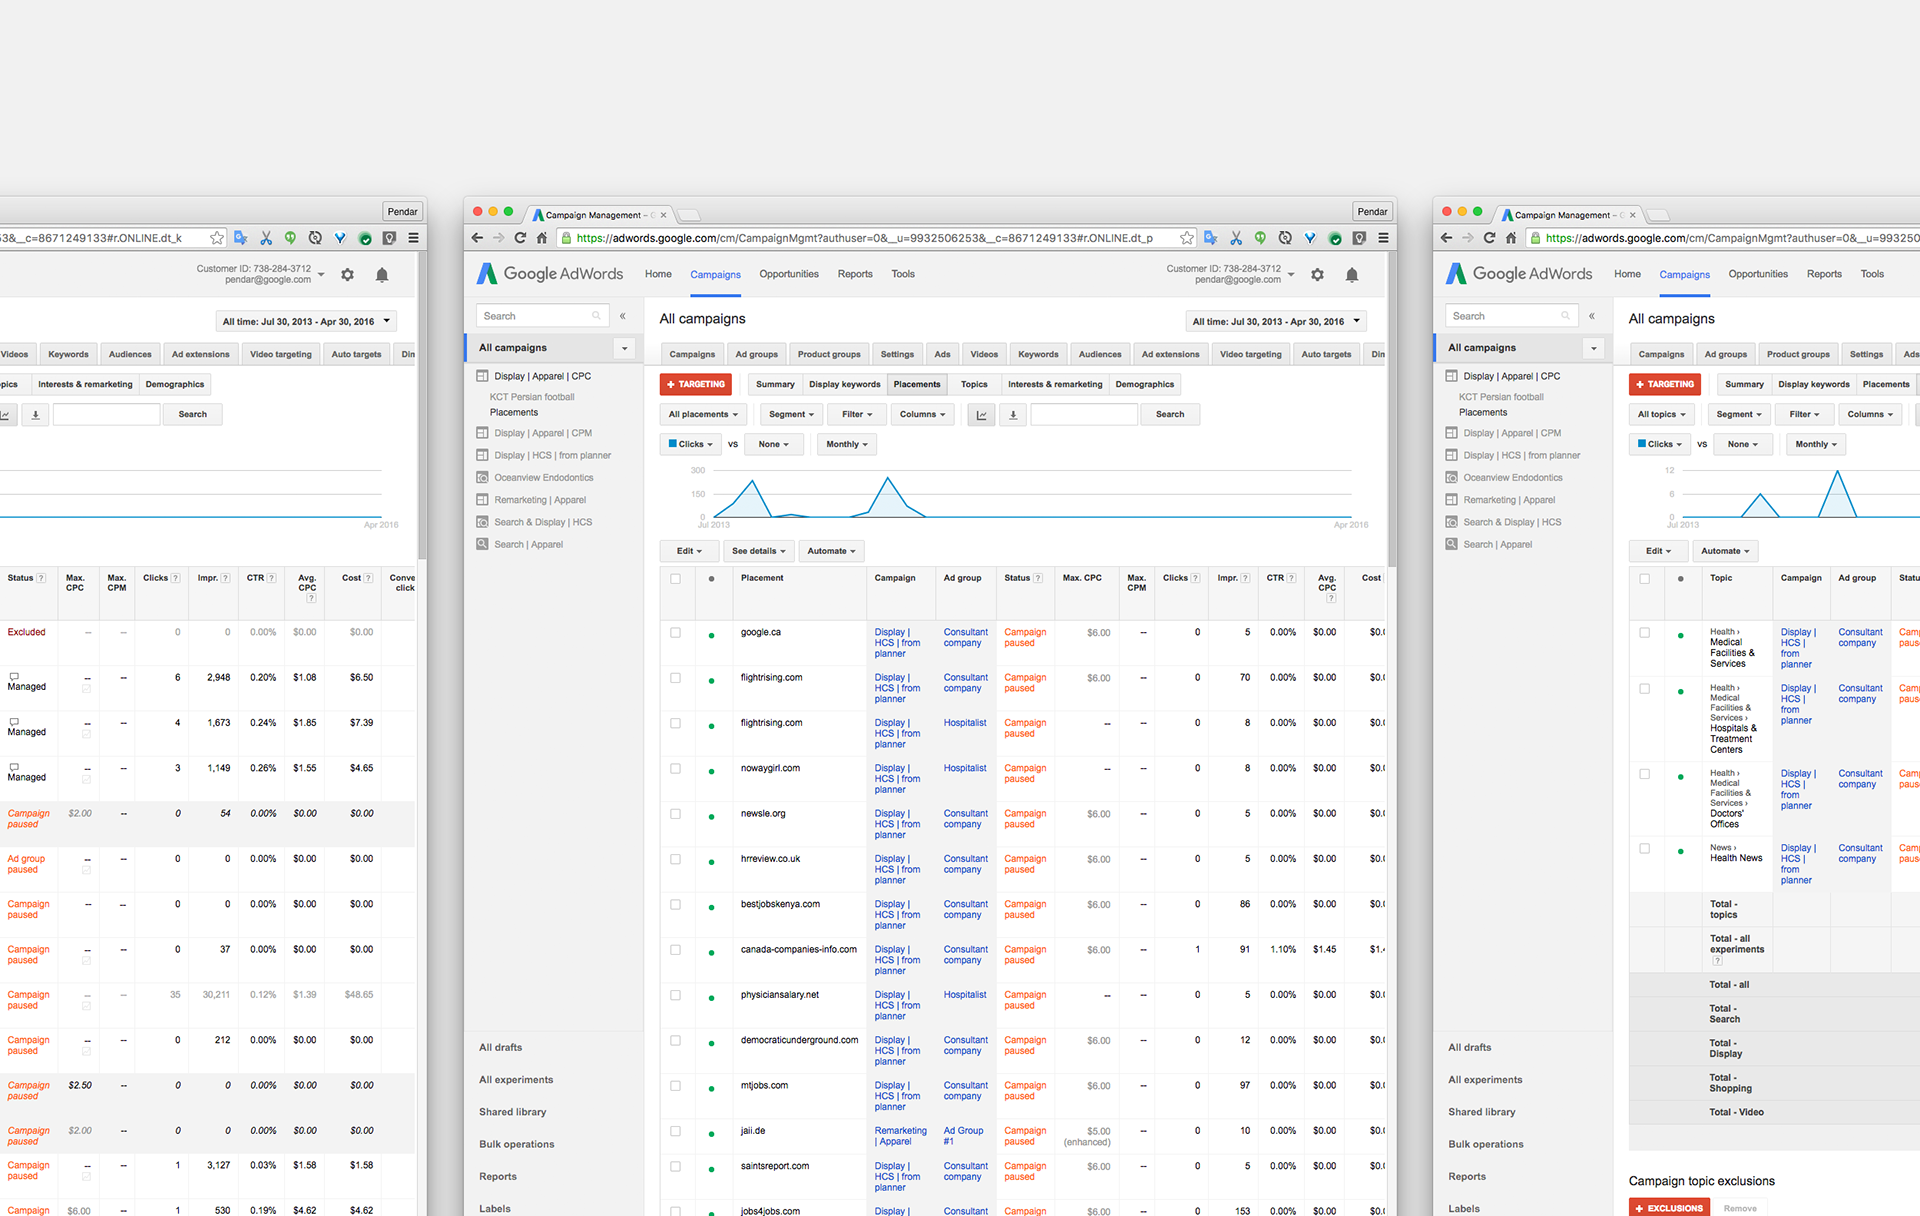 Pendar
3&__c=8671249133#r.ONLINE.dt_k
Customer ID: 738-284-3712
pendar@google.com
All time: Jul 30, 2013 - Apr 30, 2016
Videos Keywords Audiences Ad extensions Video targeting Auto targets Dim
pics Interests & remarketing Demographics
Search
Apr 2016
Status ? Max. CPC Max. CPM Clicks ? Impr. ? CTR ? Avg. CPC ? Cost ? Conve click
Excluded -- -- 0 0 0.00% $0.00 $0.00
Managed -- -- 6 2,948 0.20% $1.08 $6.50
Managed -- -- 4 1,673 0.24% $1.85 $7.39
Managed -- -- 3 1,149 0.26% $1.55 $4.65
Campaign paused $2.00 -- 0 54 0.00% $0.00 $0.00
Ad group paused -- -- 0 0 0.00% $0.00 $0.00
Campaign paused -- -- 0 0 0.00% $0.00 $0.00
Campaign paused -- -- 0 37 0.00% $0.00 $0.00
Campaign paused -- -- 35 30,211 0.12% $1.39 $48.65
Campaign paused -- -- 0 212 0.00% $0.00 $0.00
Campaign paused $2.50 -- 0 0 0.00% $0.00 $0.00
Campaign paused $2.00 -- 0 0 0.00% $0.00 $0.00
Campaign paused -- -- 1 3,127 0.03% $1.58 $1.58
Campaign $6.00 -- 1 530 0.19% $4.62 $4.62
Campaign Management – G
Pendar
https://adwords.google.com/cm/CampaignMgmt?authuser=0&__u=9932506253&__c=8671249133#r.ONLINE.dt_p
Google AdWords Home Campaigns Opportunities Reports Tools
Customer ID: 738-284-3712
pendar@google.com
Search «
All campaigns
Display | Apparel | CPC
KCT Persian football
Placements
Display | Apparel | CPM
Display | HCS | from planner
Oceanview Endodontics
Remarketing | Apparel
Search & Display | HCS
Search | Apparel
All drafts
All experiments
Shared library
Bulk operations
Reports
Labels
All campaigns
All time: Jul 30, 2013 - Apr 30, 2016
Campaigns Ad groups Product groups Settings Ads Videos Keywords Audiences Ad extensions Video targeting Auto targets Dim
+ TARGETING Summary Display keywords Placements Topics Interests & remarketing Demographics
All placements Segment Filter Columns Search
Clicks VS None Monthly
300
150
0
Jul 2013 Apr 2016
Edit See details Automate
Placement Campaign Ad group Status ? Max. CPC Max. CPM Clicks ? Impr. ? CTR ? Avg. CPC ? Cost
google.ca Display | HCS | from planner Consultant company Campaign paused $6.00 -- 0 5 0.00% $0.00 $0.0
flightrising.com Display | HCS | from planner Consultant company Campaign paused $6.00 -- 0 70 0.00% $0.00 $0.0
flightrising.com Display | HCS | from planner Hospitalist Campaign paused -- -- 0 8 0.00% $0.00 $0.0
nowaygirl.com Display | HCS | from planner Hospitalist Campaign paused -- -- 0 8 0.00% $0.00 $0.0
newsle.org Display | HCS | from planner Consultant company Campaign paused $6.00 -- 0 5 0.00% $0.00 $0.0
hrreview.co.uk Display | HCS | from planner Consultant company Campaign paused $6.00 -- 0 5 0.00% $0.00 $0.0
bestjobskenya.com Display | HCS | from planner Consultant company Campaign paused $6.00 -- 0 86 0.00% $0.00 $0.0
canada-companies-info.com Display | HCS | from planner Consultant company Campaign paused $6.00 -- 1 91 1.10% $1.45 $1.4
physiciansalary.net Display | HCS | from planner Hospitalist Campaign paused -- -- 0 5 0.00% $0.00 $0.0
democraticunderground.com Display | HCS | from planner Consultant company Campaign paused $6.00 -- 0 12 0.00% $0.00 $0.0
mtjobs.com Display | HCS | from planner Consultant company Campaign paused $6.00 -- 0 97 0.00% $0.00 $0.0
jaii.de Remarketing | Apparel Ad Group #1 Campaign paused $5.00 (enhanced) -- 0 10 0.00% $0.00 $0.0
saintsreport.com Display | HCS | from planner Consultant company Campaign paused $6.00 -- 0 5 0.00% $0.00 $0.0
jobs4jobs.com Display | Consultant Campaign $6.00 -- 0 153 0.00% $0.00 $0.0
Campaign Management – G
https://adwords.google.com/cm/CampaignMgmt?authuser=0&__u=993250
Google AdWords Home Campaigns Opportunities Reports Tools
Search «
All campaigns
Display | Apparel | CPC
KCT Persian football
Placements
Display | Apparel | CPM
Display | HCS | from planner
Oceanview Endodontics
Remarketing | Apparel
Search & Display | HCS
Search | Apparel
All drafts
All experiments
Shared library
Bulk operations
Reports
Labels
All campaigns
Campaigns Ad groups Product groups Settings Ads
+ TARGETING Summary Display keywords Placements
All topics Segment Filter Columns
Clicks VS None Monthly
12
6
0
Jul 2013
Edit Automate
Topic Campaign Ad group Statu
Health › Medical Facilities & Services Display | HCS | from planner Consultant company Camp paus
Health › Medical Facilities & Services › Hospitals & Treatment Centers Display | HCS | from planner Consultant company Camp paus
Health › Medical Facilities & Services › Doctors' Offices Display | HCS | from planner Consultant company Camp paus
News › Health News Display | HCS | from planner Consultant company Camp paus
Total - topics
Total - all experiments ?
Total - all
Total - Search
Total - Display
Total - Shopping
Total - Video
Campaign topic exclusions
+ EXCLUSIONS Remove